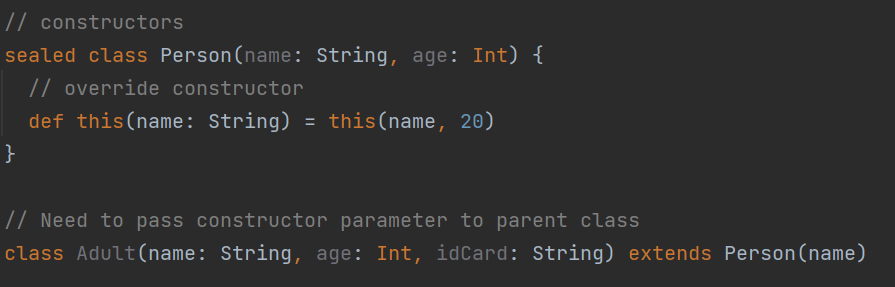 // constructors
sealed class Person(name: String, age: Int) {
  // override constructor
  def this(name: String) = this(name, 20)
}
// Need to pass constructor parameter to parent class
class Adult(name: String, age: Int, idCard: String) extends Person(name)